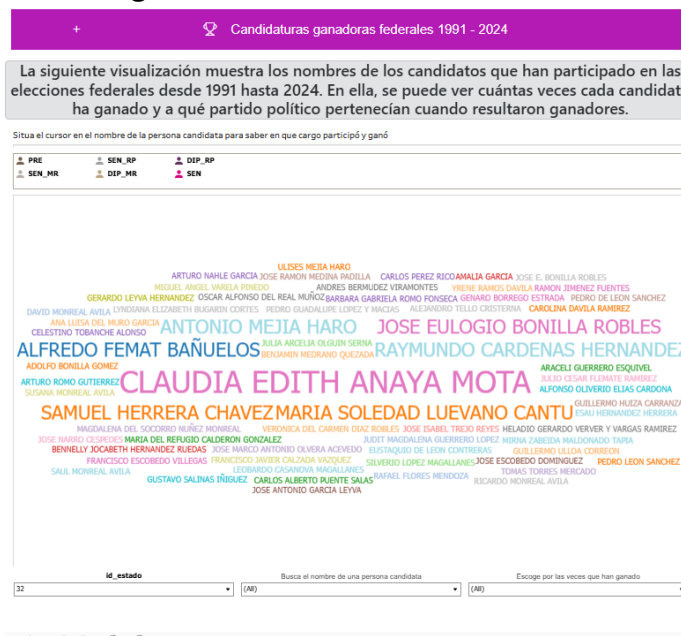 + Candidaturas ganadoras federales 1991 - 2024
La siguiente visualización muestra los nombres de los candidatos que han participado en las
elecciones federales desde 1991 hasta 2024. En ella, se puede ver cuántas veces cada candidat
ha ganado y a qué partido político pertenecían cuando resultaron ganadores.
Situa el cursor en el nombre de la persona candidata para saber en que cargo participó y ganó
PRE SEN_RP DIP_RP
SEN_MR DIP_MR SEN
ULISES MEJIA HARO
ARTURO NAHLE GARCIA JOSE RAMON MEDINA PADILLA CARLOS PEREZ RICO AMALIA GARCIA JOSE E. BONILLA ROBLES
MIGUEL ANGEL VARELA PINEDO ANDRES BERMUDEZ VIRAMONTES YRENE RAMOS DAVILA RAMON JIMENEZ FUENTES
GERARDO LEYVA HERNANDEZ OSCAR ALFONSO DEL REAL MUÑOZ BARBARA GABRIELA ROMO FONSECA GENARO BORREGO ESTRADA PEDRO DE LEON SANCHEZ
DAVID MONREAL AVILA LYNDIANA ELIZABETH BUGARIN CORTES PEDRO GUADALUPE LOPEZ Y MACIAS ALEJANDRO TELLO CRISTERNA CAROLINA DAVILA RAMIREZ
ANA LUISA DEL MURO GARCIA ANTONIO MEJIA HARO JOSE EULOGIO BONILLA ROBLES
CELESTINO TOBANCHE ALONSO
ALFREDO FEMAT BAÑUELOS JULIA ARCELIA OLGUIN SERNA RAYMUNDO CARDENAS HERNANDEZ
BENJAMIN MEDRANO QUEZADA
ADOLFO BONILLA GOMEZ ARACELI GUERRERO ESQUIVEL
ARTURO ROMO GUTIERREZ CLAUDIA EDITH ANAYA MOTA JULIO CESAR FLEMATE RAMIREZ
SUSANA MONREAL AVILA ALFONSO OLIVERIO ELIAS CARDONA
GUILLERMO HUIZA CARRANZA
SAMUEL HERRERA CHAVEZ MARIA SOLEDAD LUEVANO CANTU ESAU HERNANDEZ HERRERA
MAGDALENA DEL SOCORRO NUÑEZ MONREAL VERONICA DEL CARMEN DIAZ ROBLES JOSE ISABEL TREJO REYES HELADIO GERARDO VERVER Y VARGAS RAMIREZ
JOSE NARRO CESPEDES MARIA DEL REFUGIO CALDERON GONZALEZ JUDIT MAGDALENA GUERRERO LOPEZ MIRNA ZABEIDA MALDONADO TAPIA
BENNELLY JOCABETH HERNANDEZ RUEDAS JOSE MARCO ANTONIO OLVERA ACEVEDO EUSTAQUIO DE LEON CONTRERAS GUILLERMO ULLOA CORREON
FRANCISCO ESCOBEDO VILLEGAS FRANCISCO JAVIER CALZADA VAZQUEZ SILVERIO LOPEZ MAGALLANES JOSE ESCOBEDO DOMINGUEZ PEDRO LEON SANCHEZ
SAUL MONREAL AVILA LEOBARDO CASANOVA MAGALLANES TOMAS TORRES MERCADO
GUSTAVO SALINAS IÑIGUEZ CARLOS ALBERTO PUENTE SALAS RAFAEL FLORES MENDOZA RICARDO MONREAL AVILA
JOSE ANTONIO GARCIA LEYVA
id_estado Busca el nombre de una persona candidata Escoge por las veces que han ganado
32 (All) (All)